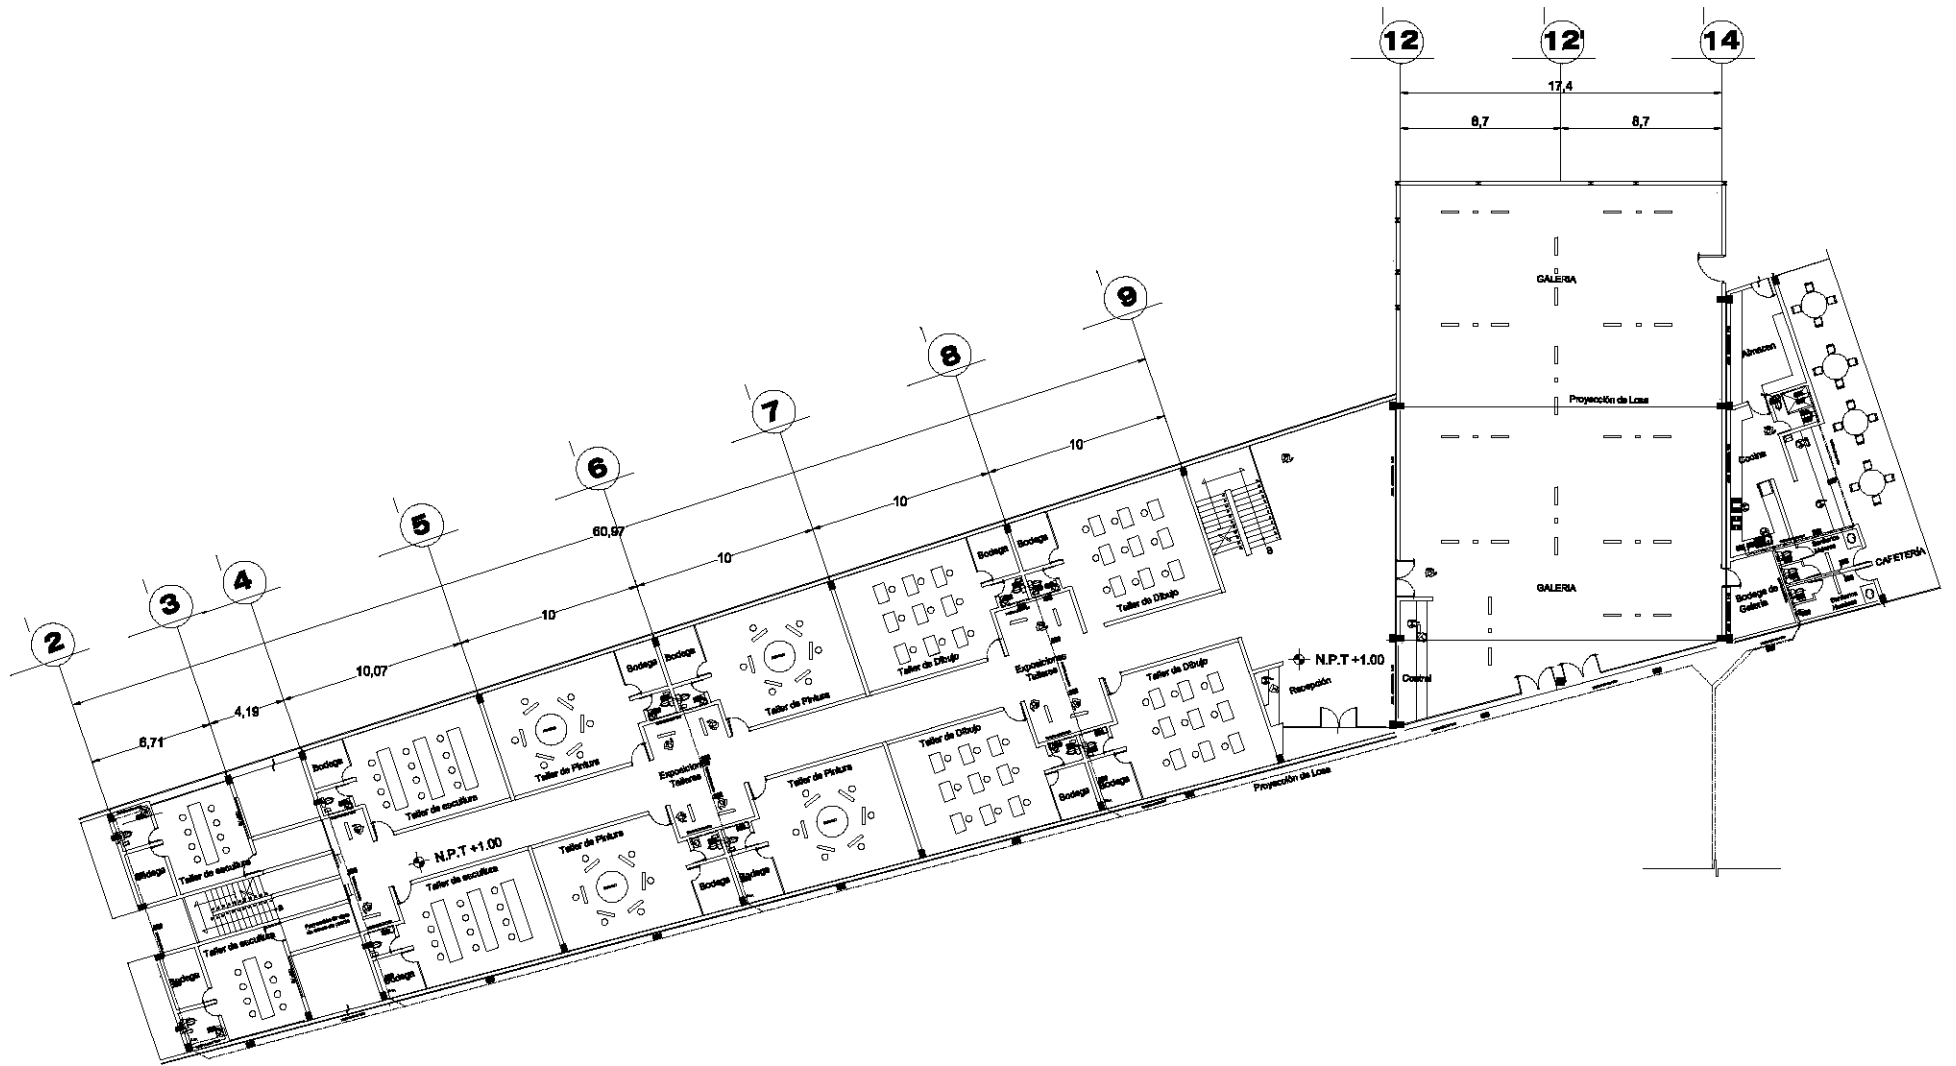 12
12'
14
17,4
8,7
8,7
GALERIA
9
8
Almacen
7
Proyección de Losa
10
6
Cocina
10
5
60,97
10
Bodega
Bodega
4
10
CAFETERÍA
3
10,07
GALERIA
Bodega de
Galería
Taller de Dibujo
2
4,19
6,71
Bodega
Bodega
Taller de Dibujo
Exposiciones
Talleres
N.P.T +1.00
Taller de Dibujo
Recepción
Control
Taller de Pintura
Taller de Dibujo
Bodega
Taller de Pintura
Exposiciones
Talleres
Taller de Pintura
Proyección de Losa
Bodega
Bodega
Taller de escultura
Taller de Pintura
N.P.T +1.00
Taller de escultura
Bodega
Taller de escultura
Bodega
Bodega
Taller de escultura
Bodega
Bodega